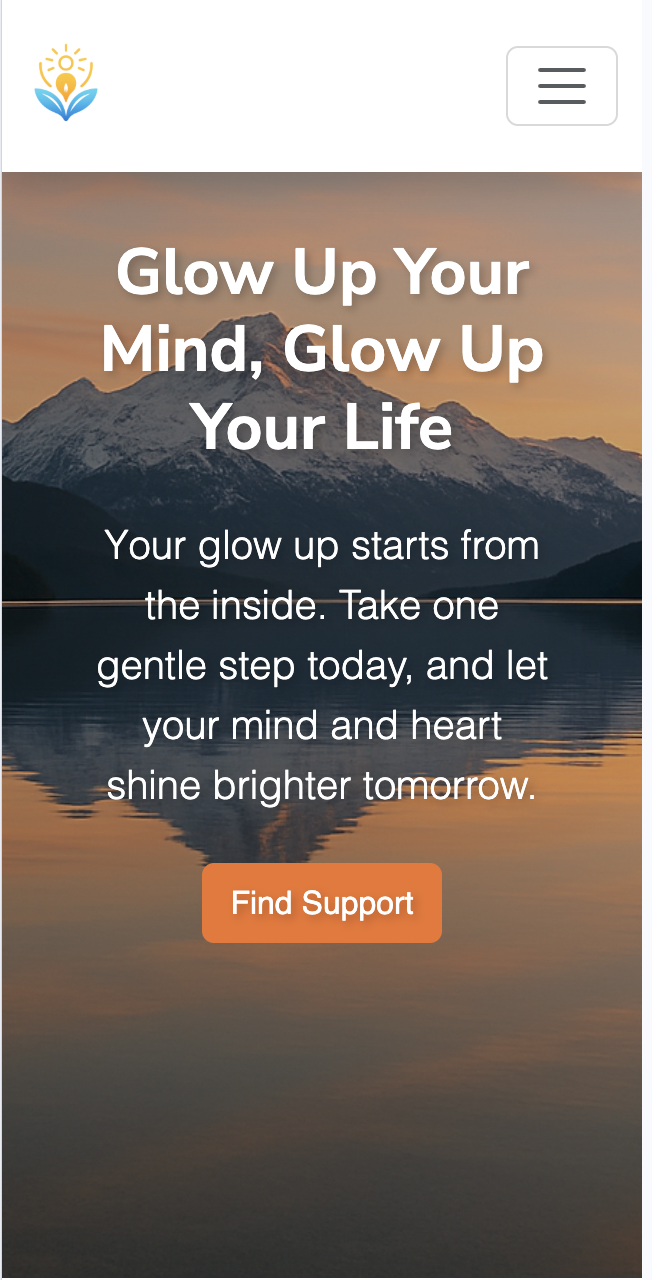 Glow Up Your
Mind, Glow Up
Your Life
Your glow up starts from
the inside. Take one
gentle step today, and let
your mind and heart
shine brighter tomorrow.
Find Support